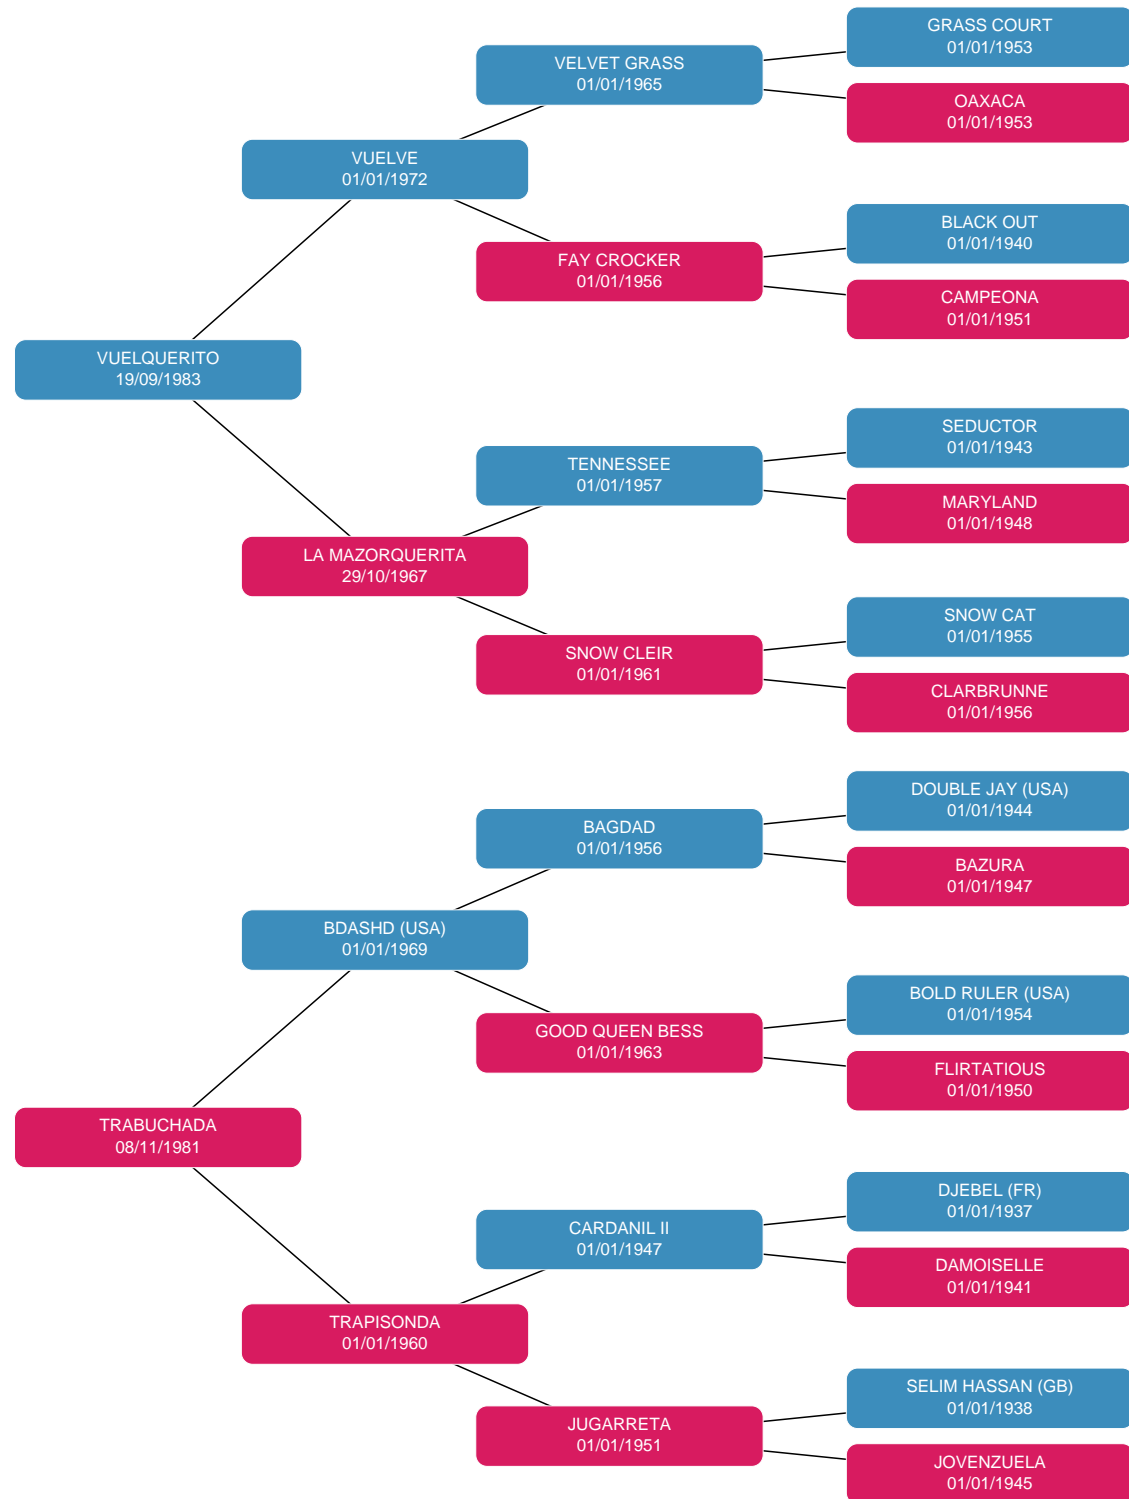 GRASS COURT
01/01/1953
VELVET GRASS
01/01/1965
OAXACA
01/01/1953
VUELVE
01/01/1972
BLACK OUT
01/01/1940
FAY CROCKER
01/01/1956
CAMPEONA
01/01/1951
VUELQUERITO
19/09/1983
SEDUCTOR
01/01/1943
TENNESSEE
01/01/1957
MARYLAND
01/01/1948
LA MAZORQUERITA
29/10/1967
SNOW CAT
01/01/1955
SNOW CLEIR
01/01/1961
CLARBRUNNE
01/01/1956
DOUBLE JAY (USA)
01/01/1944
BAGDAD
01/01/1956
BAZURA
01/01/1947
BDASHD (USA)
01/01/1969
BOLD RULER (USA)
01/01/1954
GOOD QUEEN BESS
01/01/1963
FLIRTATIOUS
01/01/1950
TRABUCHADA
08/11/1981
DJEBEL (FR)
01/01/1937
CARDANIL II
01/01/1947
DAMOISELLE
01/01/1941
TRAPISONDA
01/01/1960
SELIM HASSAN (GB)
01/01/1938
JUGARRETA
01/01/1951
JOVENZUELA
01/01/1945